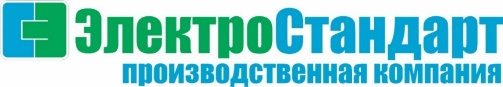 ЭлектроСтандарт
производственная компания